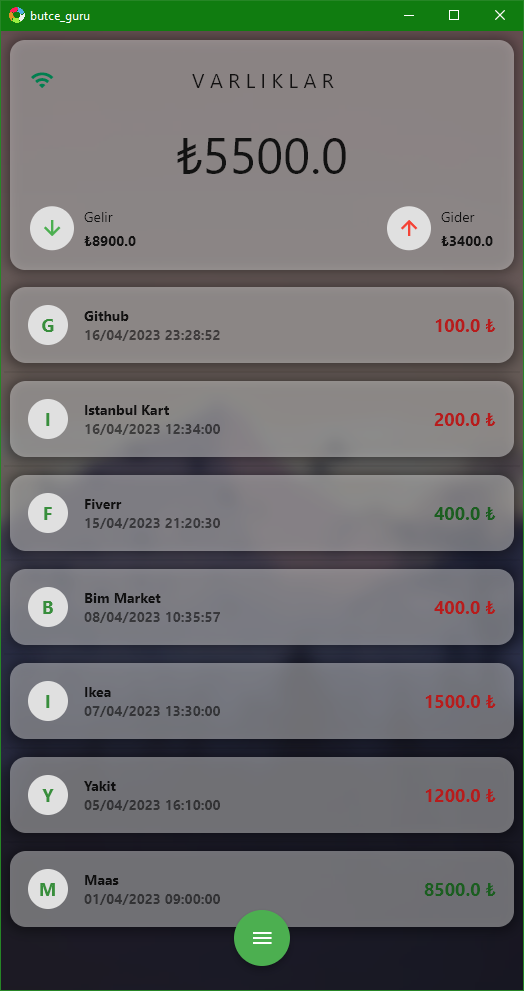 butce_guru
VARLIKLAR
₺5500.0
Gelir
₺8900.0
Gider
₺3400.0
G
Github
16/04/2023 23:28:52
100.0 ₺
I
Istanbul Kart
16/04/2023 12:34:00
200.0 ₺
F
Fiverr
15/04/2023 21:20:30
400.0 ₺
B
Bim Market
08/04/2023 10:35:57
400.0 ₺
I
Ikea
07/04/2023 13:30:00
1500.0 ₺
Y
Yakit
05/04/2023 16:10:00
1200.0 ₺
M
Maas
01/04/2023 09:00:00
8500.0 ₺